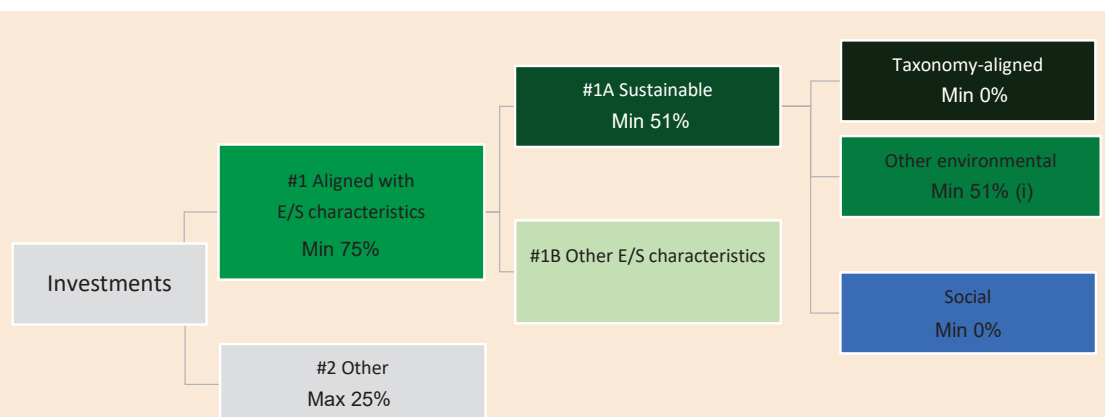 Investments
#1 Aligned with
E/S characteristics
Min 75%
#2 Other
Max 25%
#1A Sustainable
Min 51%
#1B Other E/S characteristics
Taxonomy-aligned
Min 0%
Other environmental
Min 51% (i)
Social
Min 0%